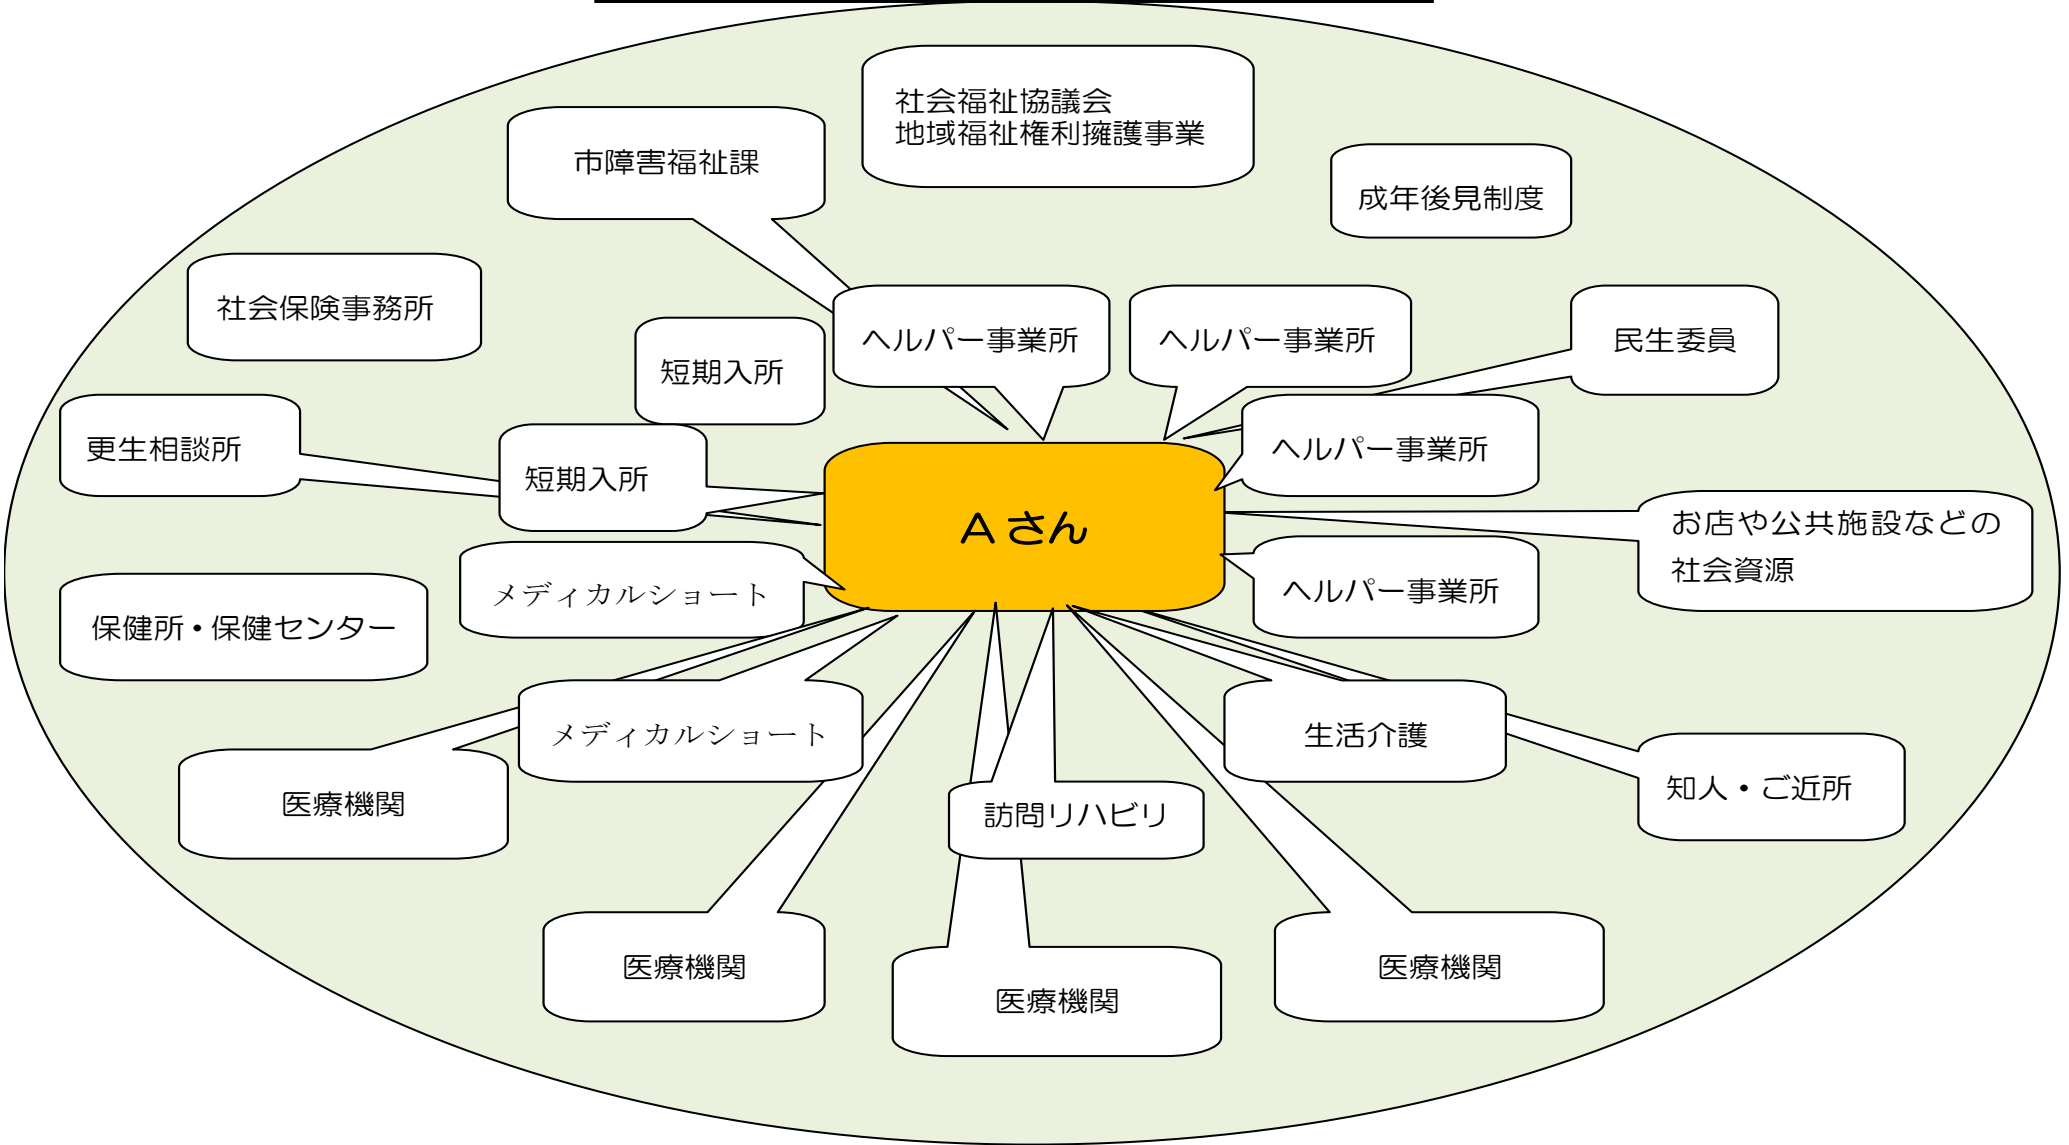 社会福祉協議会
地域福祉権利擁護事業
市障害福祉課
成年後見制度
社会保険事務所
ヘルパー事業所
ヘルパー事業所
民生委員
短期入所
更生相談所
ヘルパー事業所
短期入所
Aさん
お店や公共施設などの
社会資源
メディカルショート
ヘルパー事業所
保健所・保健センター
メディカルショート
生活介護
医療機関
訪問リハビリ
知人・ご近所
医療機関
医療機関
医療機関